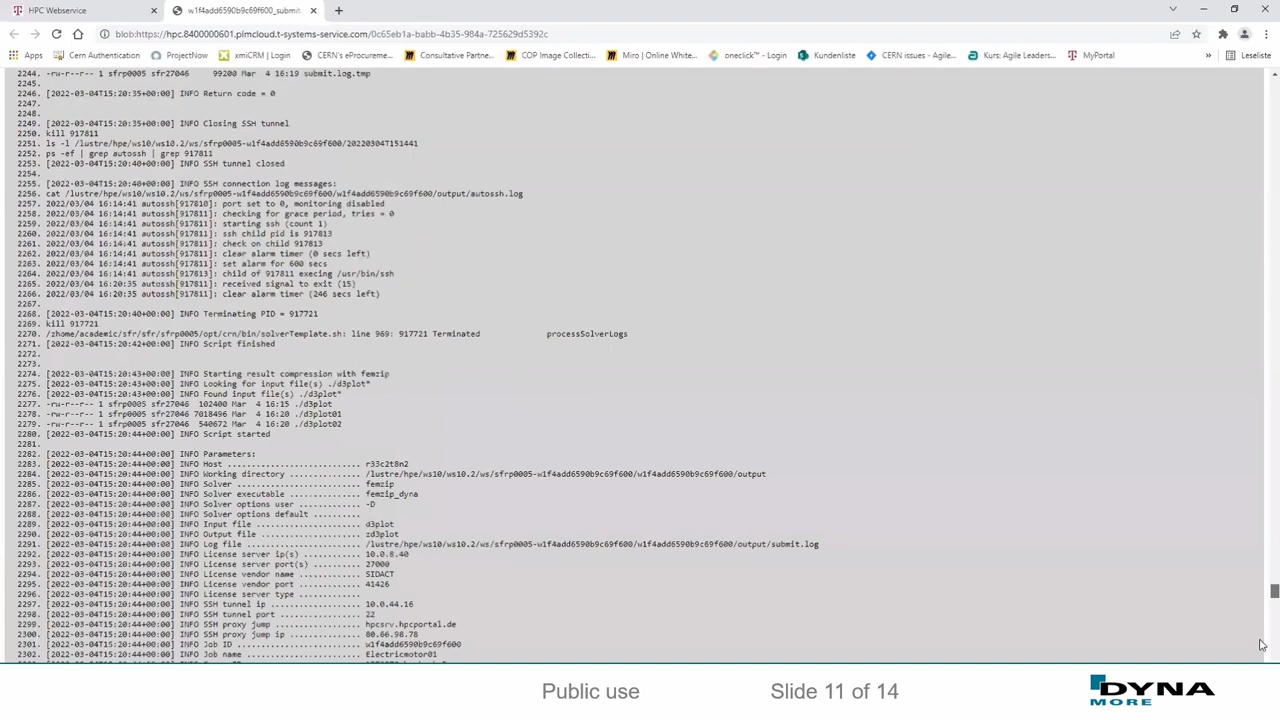 HPC Webservice
w1f4add6590b9c69f600_submit
blob:https://hpc.8400000601.plmcloud.t-systems-service.com/0c65eb1a-babb-4b35-984a-725629d5392c
Apps
Cern Authentication
ProjectNow
xmiCRM | Login
CERN's eProcureme...
Consultative Partner...
COP Image Collecti...
Miro | Online White...
oneclick™ - Login
Kundenliste
CERN issues - Agile...
Kurs: Agile Leaders...
MyPortal
»
Leseliste
2244. -rw-r--r-- 1 sfrp0005 sfr27046 99200 Mar 4 16:19 submit.log.tmp
2245.
2246. [2022-03-04T15:20:35+00:00] INFO Return code = 0
2247.
2248.
2249. [2022-03-04T15:20:35+00:00] INFO Closing SSH tunnel
2250. kill 917811
2251. ls -l /lustre/hpe/ws10/ws10.2/ws/sfrp0005-w1f4add6590b9c69f600/20220304T151441
2252. ps -ef | grep autossh | grep 917811
2253. [2022-03-04T15:20:40+00:00] INFO SSH tunnel closed
2254.
2255. [2022-03-04T15:20:40+00:00] INFO SSH connection log messages:
2256. cat /lustre/hpe/ws10/ws10.2/ws/sfrp0005-w1f4add6590b9c69f600/w1f4add6590b9c69f600/output/autossh.log
2257. 2022/03/04 16:14:41 autossh[917810]: port set to 0, monitoring disabled
2258. 2022/03/04 16:14:41 autossh[917811]: checking for grace period, tries = 0
2259. 2022/03/04 16:14:41 autossh[917811]: starting ssh (count 1)
2260. 2022/03/04 16:14:41 autossh[917811]: ssh child pid is 917813
2261. 2022/03/04 16:14:41 autossh[917811]: check on child 917813
2262. 2022/03/04 16:14:41 autossh[917811]: clear alarm timer (0 secs left)
2263. 2022/03/04 16:14:41 autossh[917811]: set alarm for 600 secs
2264. 2022/03/04 16:14:41 autossh[917813]: child of 917811 execing /usr/bin/ssh
2265. 2022/03/04 16:20:35 autossh[917811]: received signal to exit (15)
2266. 2022/03/04 16:20:35 autossh[917811]: clear alarm timer (246 secs left)
2267.
2268. [2022-03-04T15:20:40+00:00] INFO Terminating PID = 917721
2269. kill 917721
2270. /zhome/academic/sfr/sfr/sfrp0005/opt/crn/bin/solverTemplate.sh: line 969: 917721 Terminated processSolverLogs
2271. [2022-03-04T15:20:42+00:00] INFO Script finished
2272.
2273.
2274. [2022-03-04T15:20:43+00:00] INFO Starting result compression with femzip
2275. [2022-03-04T15:20:44+00:00] INFO Looking for input file(s) ./d3plot*
2276. [2022-03-04T15:20:43+00:00] INFO Found input file(s) ./d3plot*
2277. -rw-r--r-- 1 sfrp0005 sfr27046 102400 Mar 4 16:15 ./d3plot
2278. -rw-r--r-- 1 sfrp0005 sfr27046 7018496 Mar 4 16:20 ./d3plot01
2279. -rw-r--r-- 1 sfrp0005 sfr27046 540672 Mar 4 16:20 ./d3plot02
2280. [2022-03-04T15:20:44+00:00] INFO Script started
2281.
2282. [2022-03-04T15:20:44+00:00] INFO Parameters:
2283. [2022-03-04T15:20:44+00:00] INFO Host .......................... r33c2t8n2
2284. [2022-03-04T15:20:44+00:00] INFO Working directory ............. /lustre/hpe/ws10/ws10.2/ws/sfrp0005-w1f4add6590b9c69f600/w1f4add6590b9c69f600/output
2285. [2022-03-04T15:20:44+00:00] INFO Solver ........................ femzip
2286. [2022-03-04T15:20:44+00:00] INFO Solver executable ............. femzip_dyna
2287. [2022-03-04T15:20:44+00:00] INFO Solver options user ........... -D
2288. [2022-03-04T15:20:44+00:00] INFO Solver options default ........
2289. [2022-03-04T15:20:44+00:00] INFO Input file .................... d3plot
2290. [2022-03-04T15:20:44+00:00] INFO Output file ................... zd3plot
2291. [2022-03-04T15:20:44+00:00] INFO Log file ...................... /lustre/hpe/ws10/ws10.2/ws/sfrp0005-w1f4add6590b9c69f600/w1f4add6590b9c69f600/output/submit.log
2292. [2022-03-04T15:20:44+00:00] INFO License server ip(s) .......... 10.0.8.40
2293. [2022-03-04T15:20:44+00:00] INFO License server port(s) ........ 27000
2294. [2022-03-04T15:20:44+00:00] INFO License vendor name ........... SIDACT
2295. [2022-03-04T15:20:44+00:00] INFO License vendor port ........... 41426
2296. [2022-03-04T15:20:44+00:00] INFO License server type ...........
2297. [2022-03-04T15:20:44+00:00] INFO SSH tunnel ip ................. 10.0.44.16
2298. [2022-03-04T15:20:44+00:00] INFO SSH tunnel port ............... 22
2299. [2022-03-04T15:20:44+00:00] INFO SSH proxy jump ................ hpcsrv.hpcportal.de
2300. [2022-03-04T15:20:44+00:00] INFO SSH proxy jump ip ............. 80.66.98.78
2301. [2022-03-04T15:20:44+00:00] INFO Job ID ........................ w1f4add6590b9c69f600
2302. [2022-03-04T15:20:44+00:00] INFO Job name ...................... Electricmotor01
Public use
Slide 11 of 14
DYNA
MORE